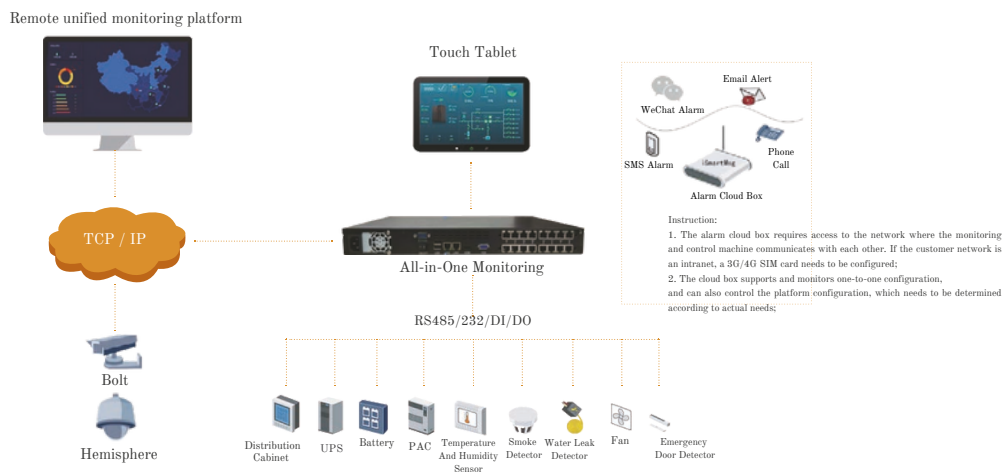 Remote unified monitoring platform
Touch Tablet
WeChat Alarm
Email Alert
SMS Alarm
Phone
Call
Alarm Cloud Box
TCP / IP
All-in-One Monitoring
Instruction:
1. The alarm cloud box requires access to the network where the monitoring
and control machine communicates with each other. If the customer network is
an intranet, a 3G/4G SIM card needs to be configured;
2. The cloud box supports and monitors one-to-one configuration,
and can also control the platform configuration, which needs to be determined
according to actual needs;
RS485/232/DI/DO
Bolt
Hemisphere
Distribution
Cabinet
UPS
Battery
PAC
Temperature
And Humidity
Sensor
Smoke
Detector
Water Leak
Detector
Fan
Emergency
Door Detector